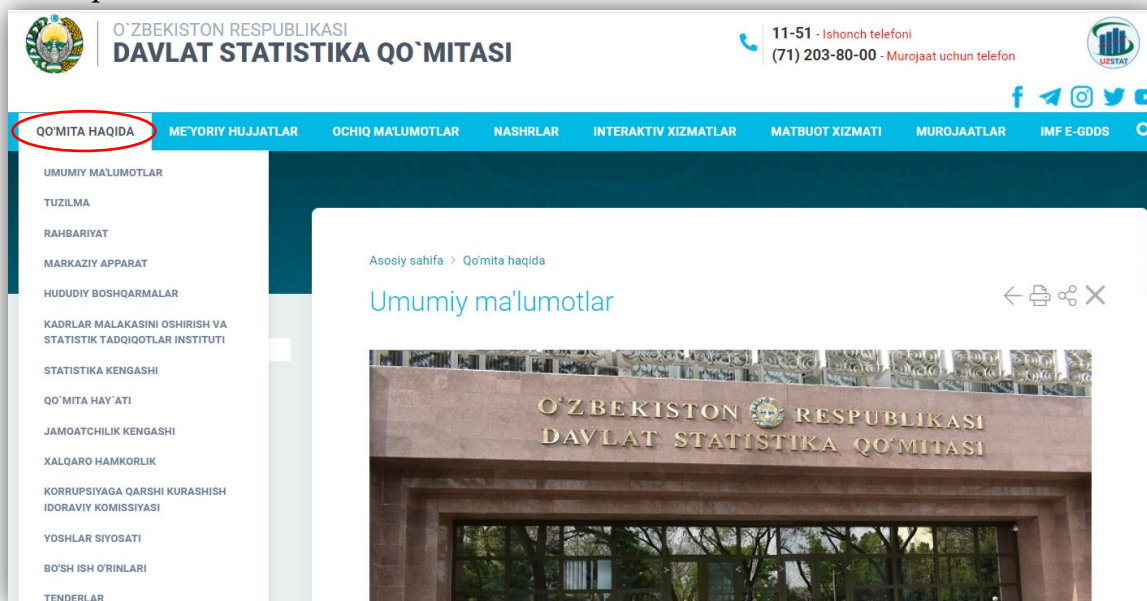 O`ZBEKISTON RESPUBLIKASI
DAVLAT STATISTIKA QO`MITASI
11-51 - Ishonch telefoni
(71) 203-80-00 - Murojaat uchun telefon
UZSTAT
QO'MITA HAQIDA ME'YORIY HUJJATLAR OCHIQ MA'LUMOTLAR NASHRLAR INTERAKTIV XIZMATLAR MATBUOT XIZMATI MUROJAATLAR IMF E-GDDS
UMUMIY MA'LUMOTLAR
TUZILMA
RAHBARIYAT
MARKAZIY APPARAT
HUDUDIY BOSHQARMALAR
KADRLAR MALAKASINI OSHIRISH VA
STATISTIK TADQIQOTLAR INSTITUTI
STATISTIKA KENGASHI
QO`MITA HAY`ATI
JAMOATCHILIK KENGASHI
XALQARO HAMKORLIK
KORRUPSIYAGA QARSHI KURASHISH
IDORAVIY KOMISSIYASI
YOSHLAR SIYOSATI
BO'SH ISH O'RINLARI
TENDERLAR
Asosiy sahifa > Qo'mita haqida
Umumiy ma'lumotlar
O'ZBEKISTON RESPUBLIKASI
DAVLAT STATISTIKA QO'MITASI